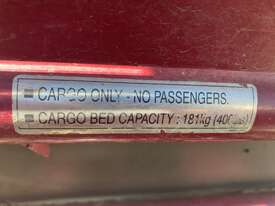 CARGO ONLY - NO PASSENGERS.
CARGO BED CAPACITY : 181kg (400